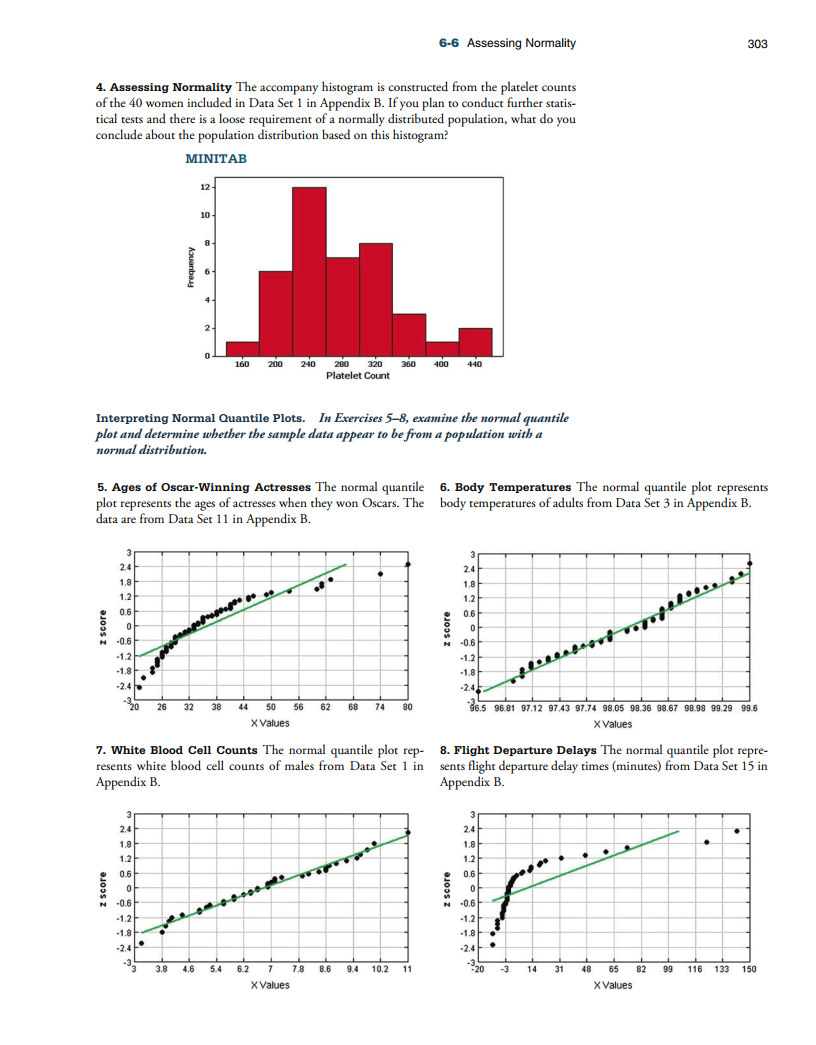 6-6 Assessing Normality 303
4. Assessing Normality The accompany histogram is constructed from the platelet counts
of the 40 women included in Data Set 1 in Appendix B. If you plan to conduct further statis-
tical tests and there is a loose requirement of a normally distributed population, what do you
conclude about the population distribution based on this histogram?
MINITAB
12
10
8
6
4
2
0
Frequency
160 200 240 280 320 360 400 440
Platelet Count
Interpreting Normal Quantile Plots. In Exercises 5–8, examine the normal quantile
plot and determine whether the sample data appear to be from a population with a
normal distribution.
5. Ages of Oscar-Winning Actresses The normal quantile
plot represents the ages of actresses when they won Oscars. The
data are from Data Set 11 in Appendix B.
3
2.4
1.8
1.2
0.6
0
-0.6
-1.2
-1.8
-2.4
-3
z score
20 26 32 38 44 50 56 62 68 74 80
X Values
6. Body Temperatures The normal quantile plot represents
body temperatures of adults from Data Set 3 in Appendix B.
3
2.4
1.8
1.2
0.6
0
-0.6
-1.2
-1.8
-2.4
-3
z score
96.5 96.81 97.12 97.43 97.74 98.05 98.36 98.67 98.98 99.29 99.6
X Values
7. White Blood Cell Counts The normal quantile plot rep-
resents white blood cell counts of males from Data Set 1 in
Appendix B.
3
2.4
1.8
1.2
0.6
0
-0.6
-1.2
-1.8
-2.4
-3
z score
3 3.8 4.6 5.4 6.2 7 7.8 8.6 9.4 10.2 11
X Values
8. Flight Departure Delays The normal quantile plot repre-
sents flight departure delay times (minutes) from Data Set 15 in
Appendix B.
3
2.4
1.8
1.2
0.6
0
-0.6
-1.2
-1.8
-2.4
-3
z score
-20 -3 14 31 48 65 82 99 116 133 150
X Values